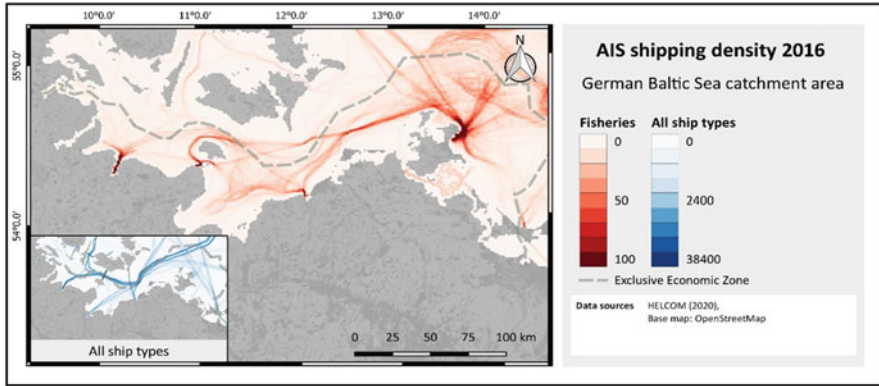 10°0.0'
11°0.0'
12°0.0'
13°0.0'
14°0.0'
55°0.0'
54°0.0'
N
All ship types
0 25 50 75 100 km
AIS shipping density 2016
German Baltic Sea catchment area
Fisheries All ship types
0 0
50 2400
100 38400
Exclusive Economic Zone
Data sources HELCOM (2020),
Base map: OpenStreetMap